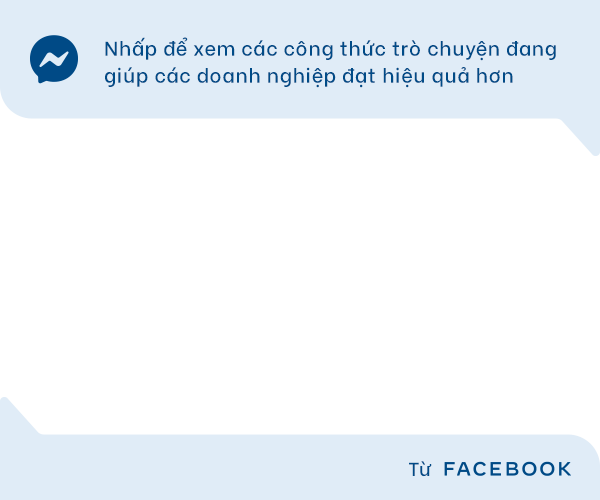 Nhấp để xem các công thức trò chuyện đang
giúp các doanh nghiệp đạt hiệu quả hơn
Từ FACEBOOK